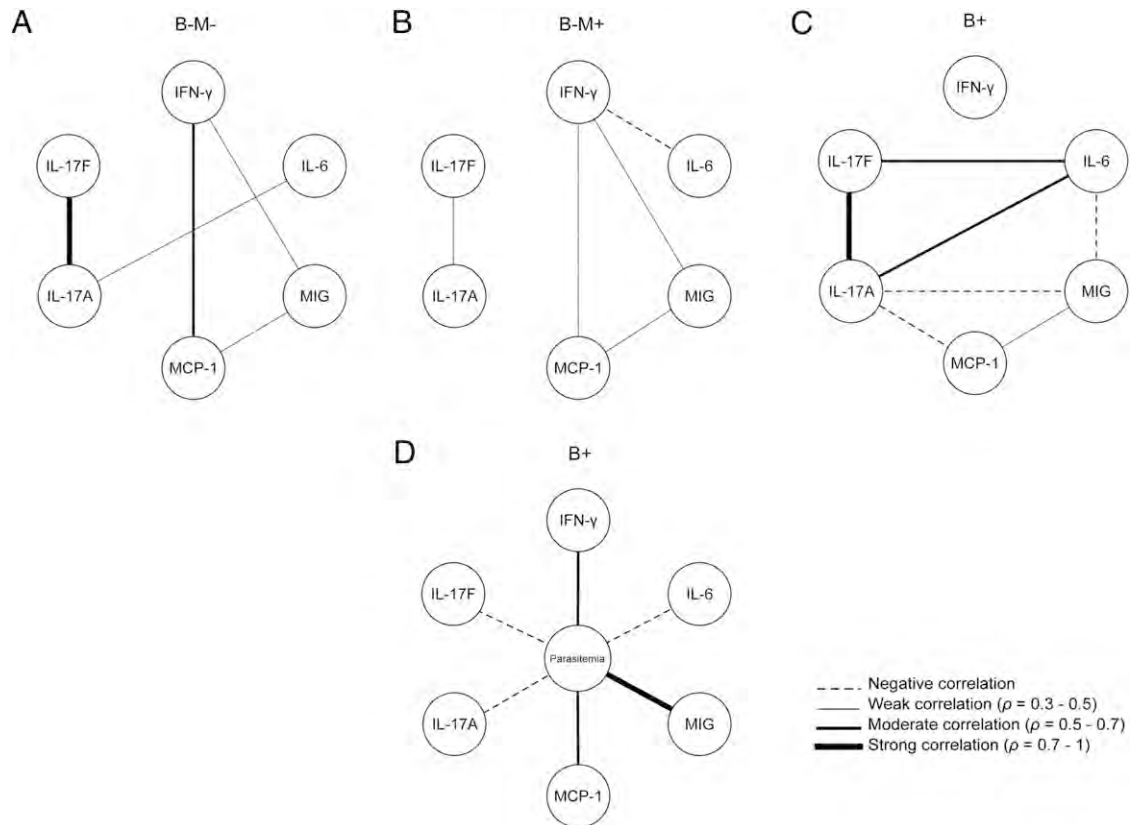 A
B-M-
IFN-γ
IL-17F
IL-6
IL-17A
MIG
MCP-1
B
B-M+
IFN-γ
IL-17F
IL-6
IL-17A
MIG
MCP-1
C
B+
IFN-γ
IL-17F
IL-6
IL-17A
MIG
MCP-1
D
B+
IFN-γ
IL-17F
IL-6
Parasitemia
IL-17A
MIG
MCP-1
Negative correlation
Weak correlation (ρ = 0.3 - 0.5)
Moderate correlation (ρ = 0.5 - 0.7)
Strong correlation (ρ = 0.7 - 1)